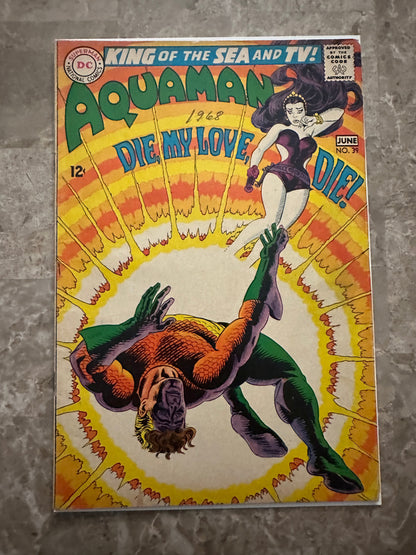 SUPERMAN
DC
NATIONAL COMICS
KING OF THE SEA AND TV!
APPROVED
BY THE
COMICS
CODE
AUTHORITY
AQUAMAN
1968
DIE, MY LOVE,
DIE!
12¢
JUNE
NO. 39